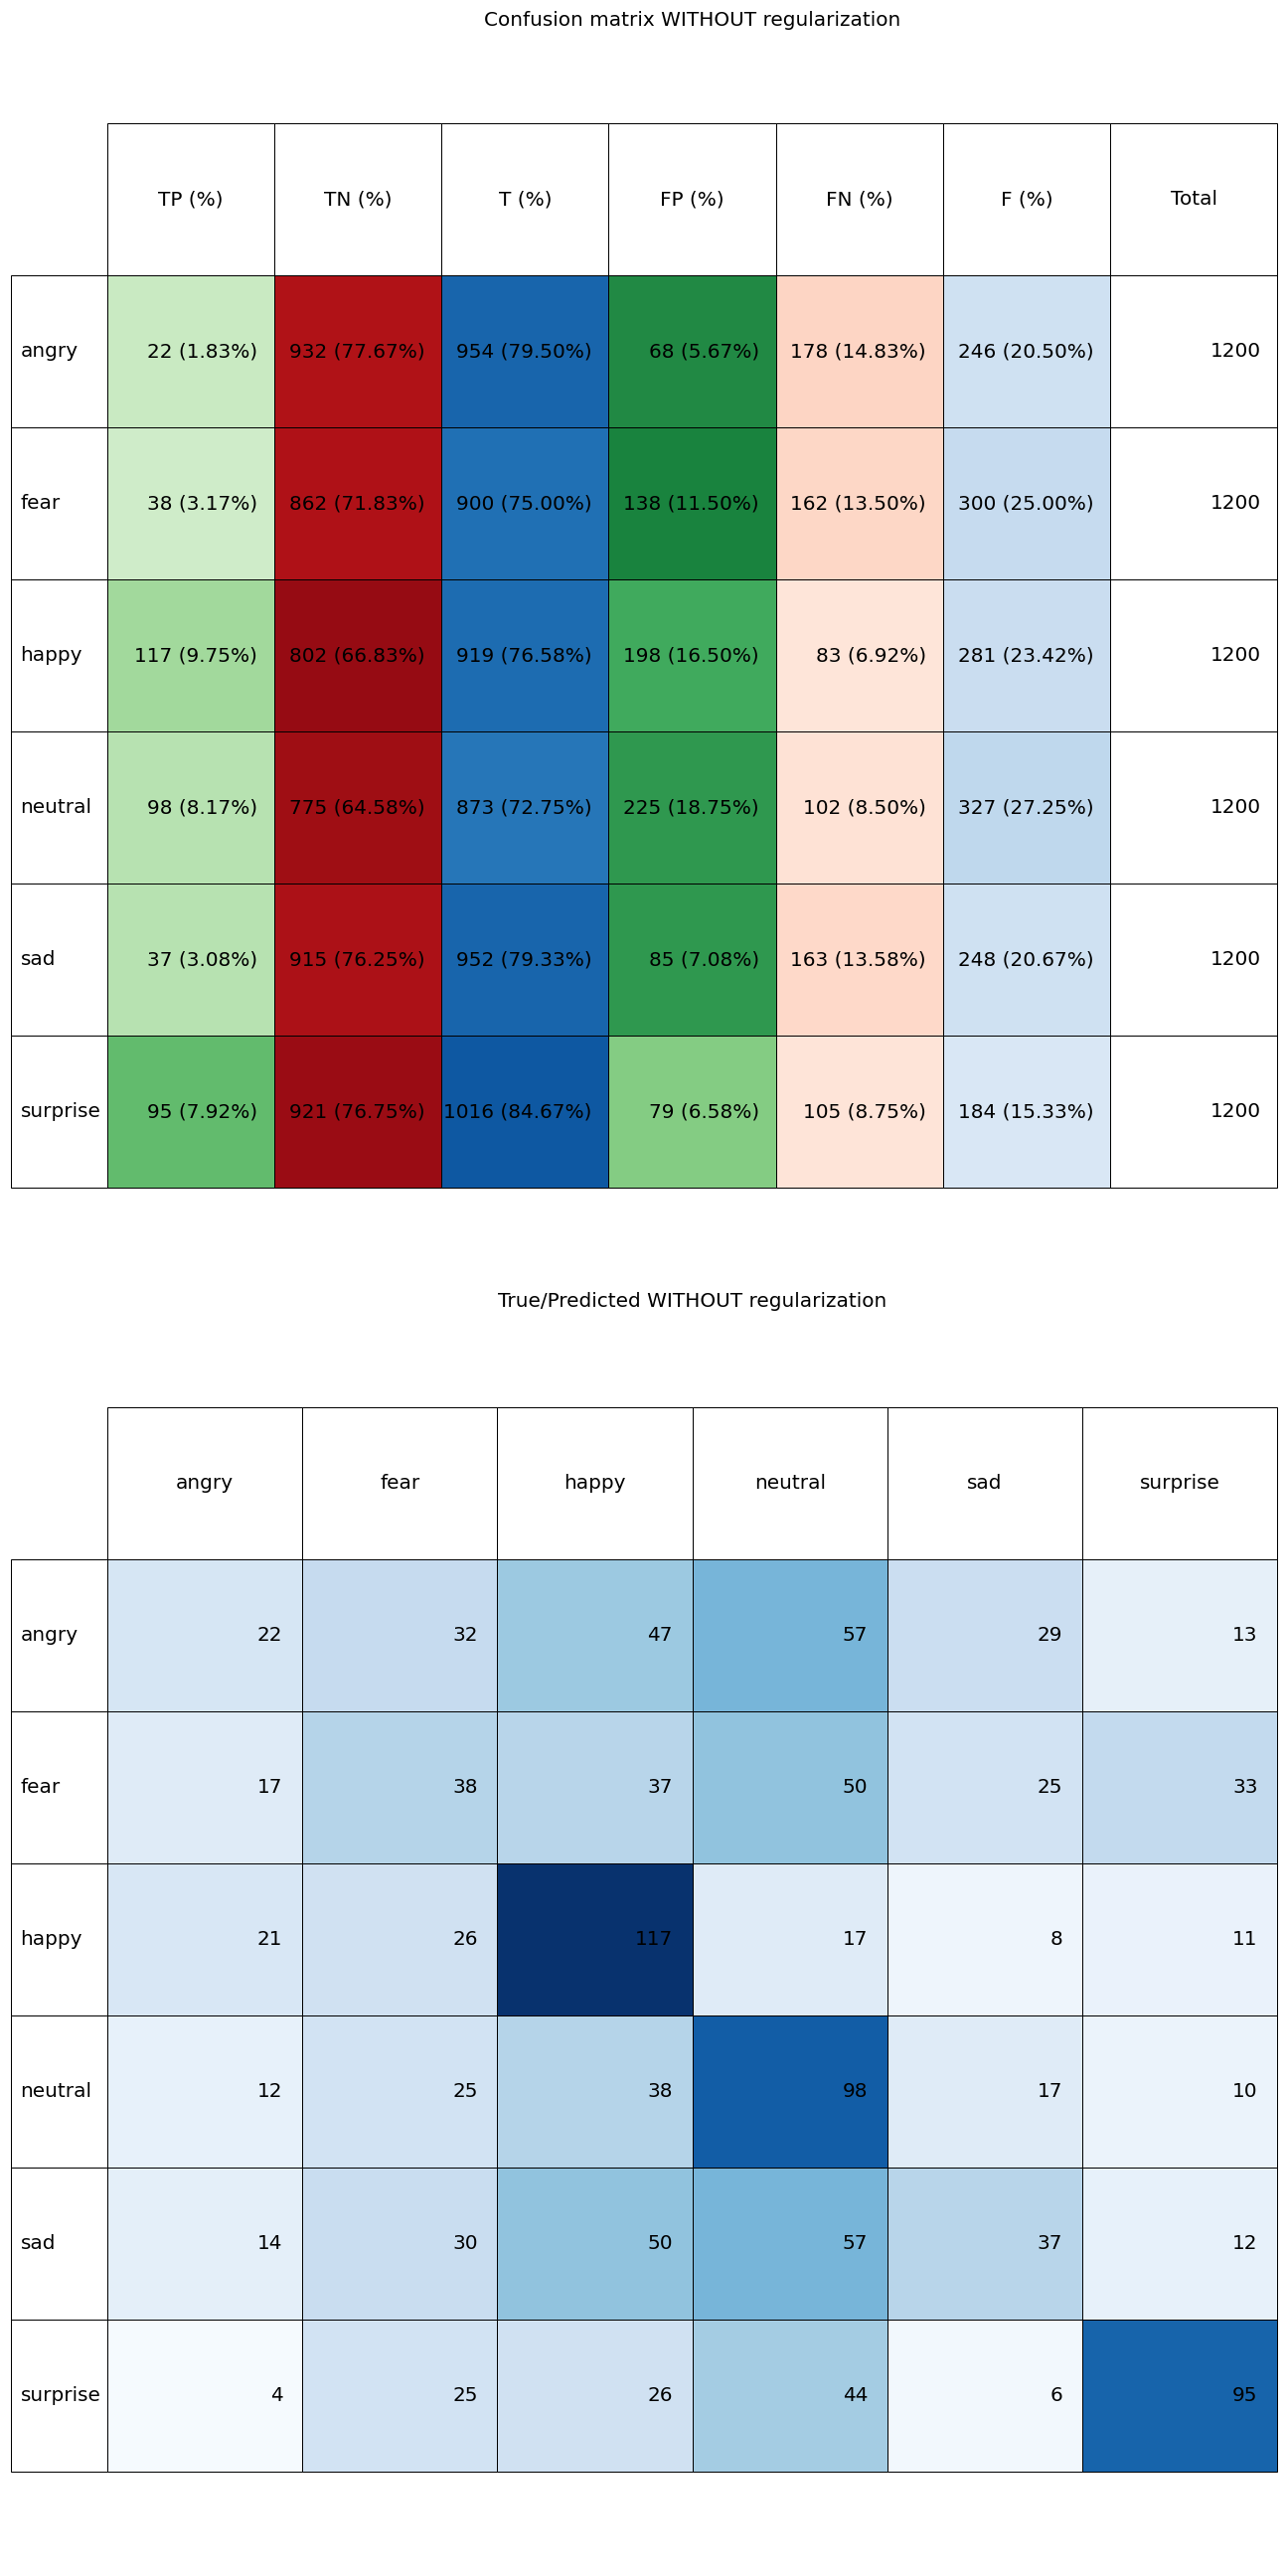 Confusion matrix WITHOUT regularization
TP (%) TN (%) T (%) FP (%) FN (%) F (%) Total
angry 22 (1.83%) 932 (77.67%) 954 (79.50%) 68 (5.67%) 178 (14.83%) 246 (20.50%) 1200
fear 38 (3.17%) 862 (71.83%) 900 (75.00%) 138 (11.50%) 162 (13.50%) 300 (25.00%) 1200
happy 117 (9.75%) 802 (66.83%) 919 (76.58%) 198 (16.50%) 83 (6.92%) 281 (23.42%) 1200
neutral 98 (8.17%) 775 (64.58%) 873 (72.75%) 225 (18.75%) 102 (8.50%) 327 (27.25%) 1200
sad 37 (3.08%) 915 (76.25%) 952 (79.33%) 85 (7.08%) 163 (13.58%) 248 (20.67%) 1200
surprise 95 (7.92%) 921 (76.75%) 1016 (84.67%) 79 (6.58%) 105 (8.75%) 184 (15.33%) 1200
True/Predicted WITHOUT regularization
angry fear happy neutral sad surprise
angry 22 32 47 57 29 13
fear 17 38 37 50 25 33
happy 21 26 117 17 8 11
neutral 12 25 38 98 17 10
sad 14 30 50 57 37 12
surprise 4 25 26 44 6 95